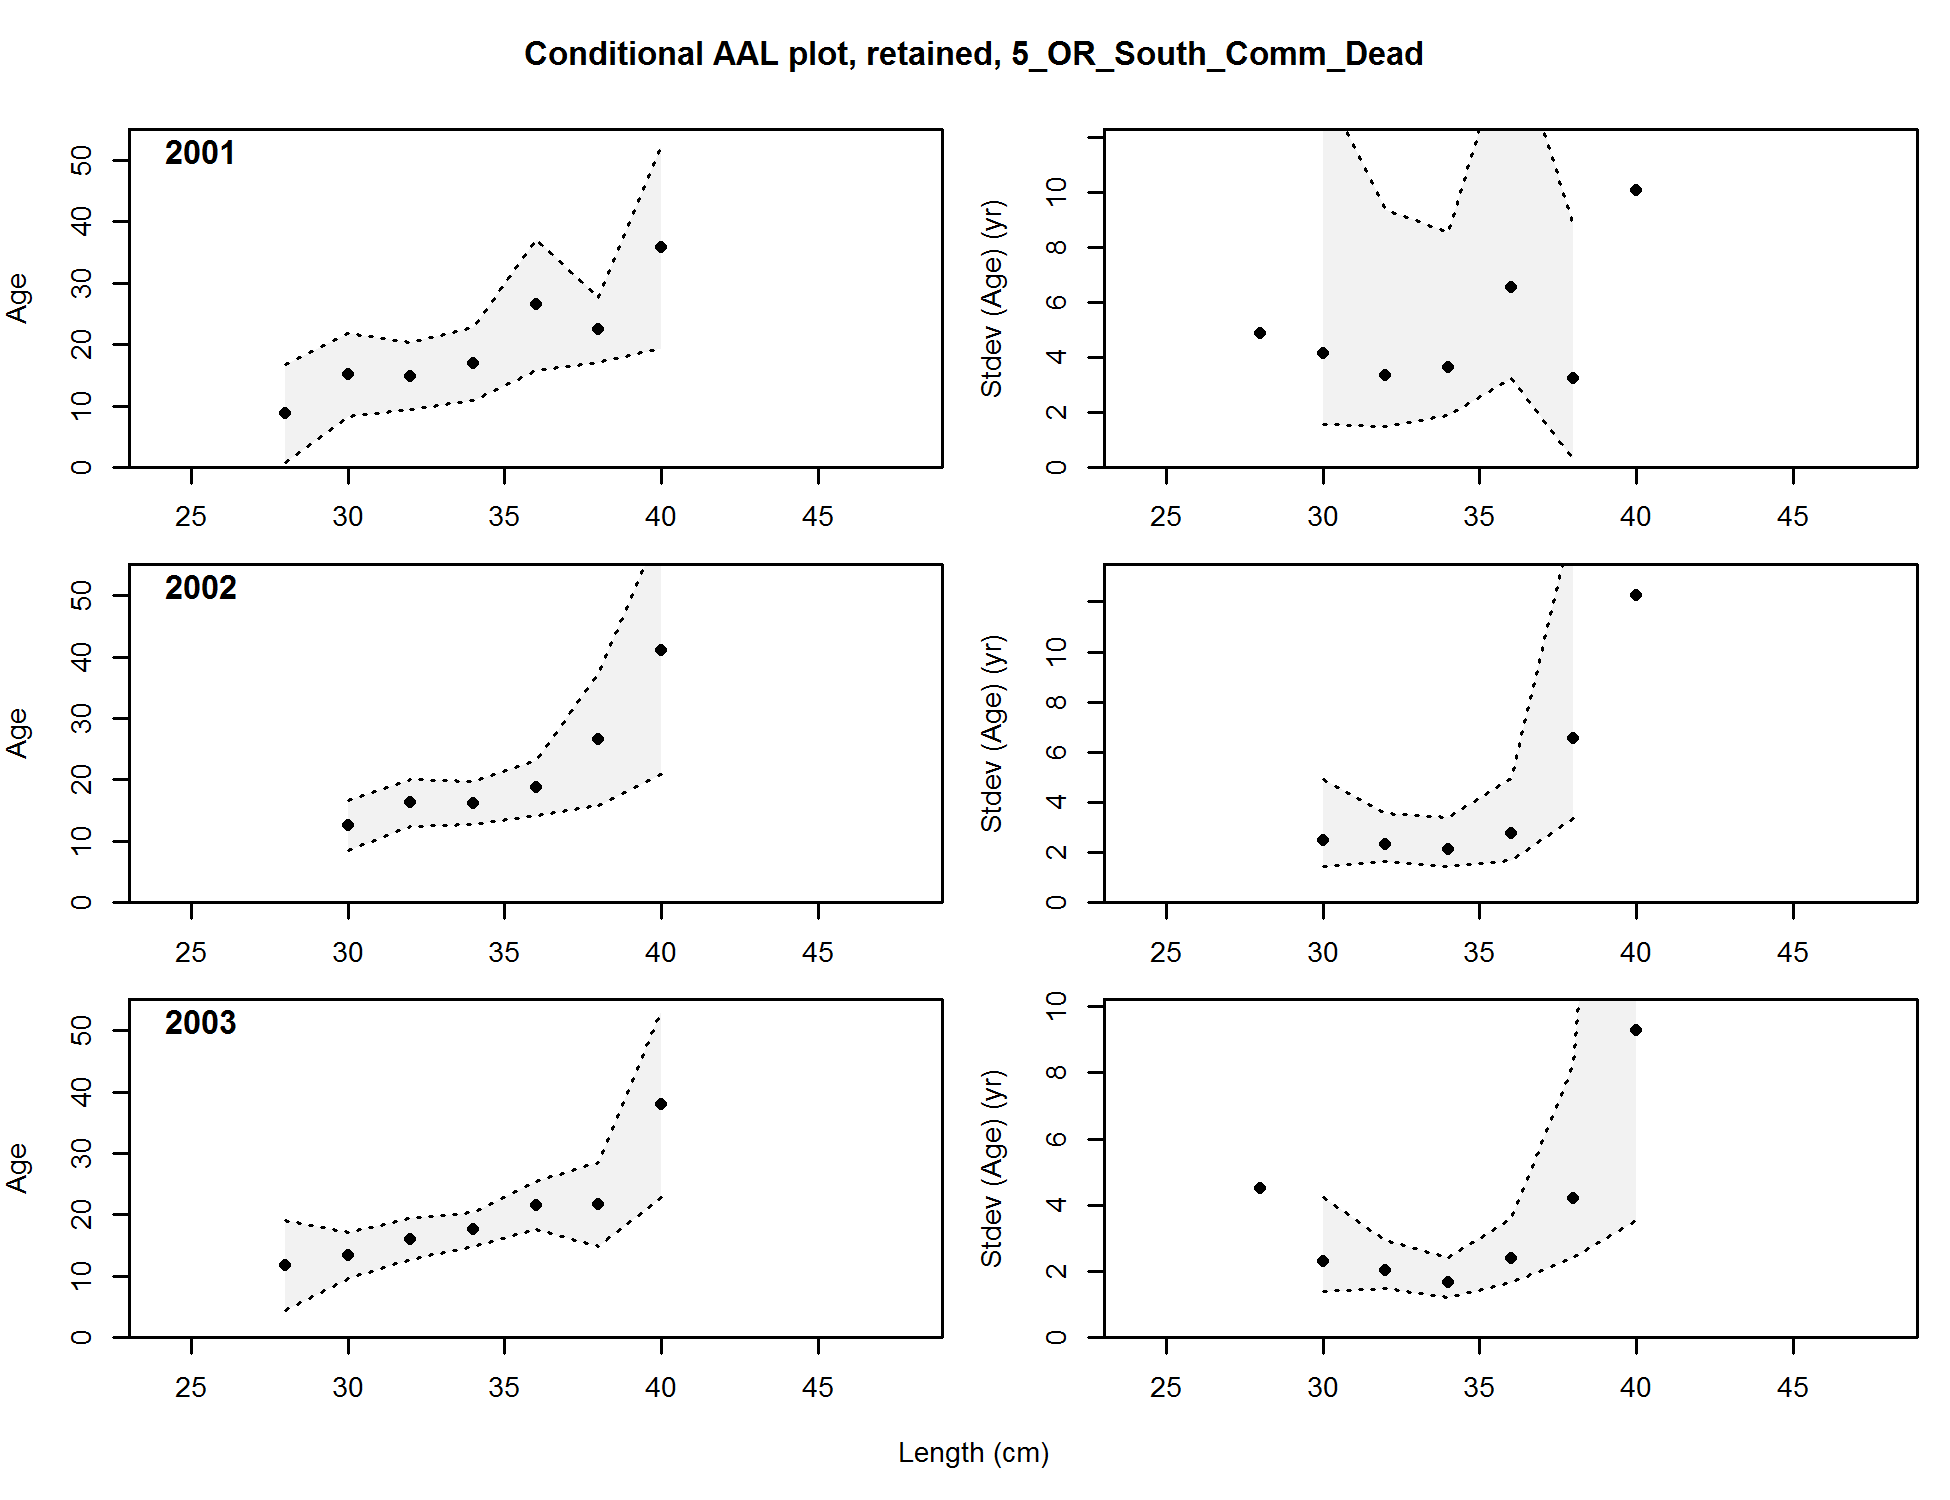 Conditional AAL plot, retained, 5_OR_South_Comm_Dead
2001
Age
0 10 20 30 40 50
25 30 35 40 45
Stdev (Age) (yr)
0 2 4 6 8 10
25 30 35 40 45
2002
Age
0 10 20 30 40 50
25 30 35 40 45
Stdev (Age) (yr)
0 2 4 6 8 10
25 30 35 40 45
2003
Age
0 10 20 30 40 50
25 30 35 40 45
Stdev (Age) (yr)
0 2 4 6 8 10
25 30 35 40 45
Length (cm)